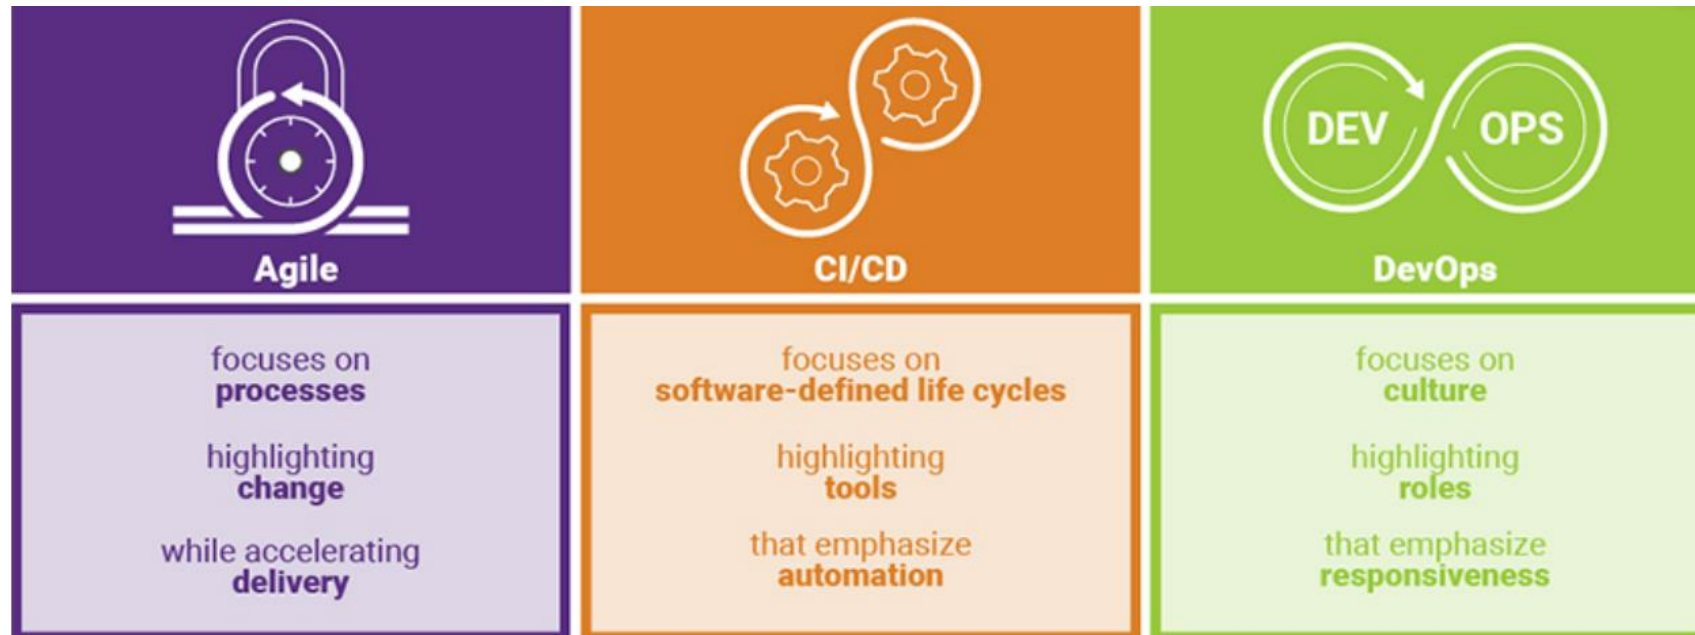 Agile
focuses on
processes
highlighting
change
while accelerating
delivery
CI/CD
focuses on
software-defined life cycles
highlighting
tools
that emphasize
automation
DEV
OPS
DevOps
focuses on
culture
highlighting
roles
that emphasize
responsiveness